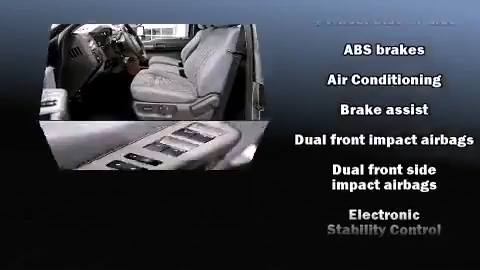 ABS brakes
Air Conditioning
Brake assist
Dual front impact airbags
Dual front side
impact airbags
Electronic
Stability Control